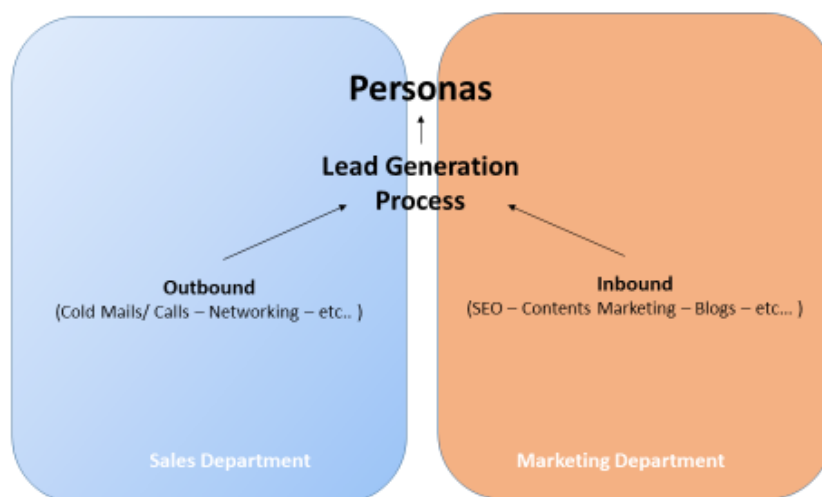 Personas
Lead Generation
Process
Outbound
(Cold Mails/ Calls – Networking – etc.. )
Inbound
(SEO – Contents Marketing – Blogs – etc... )
Sales Department
Marketing Department